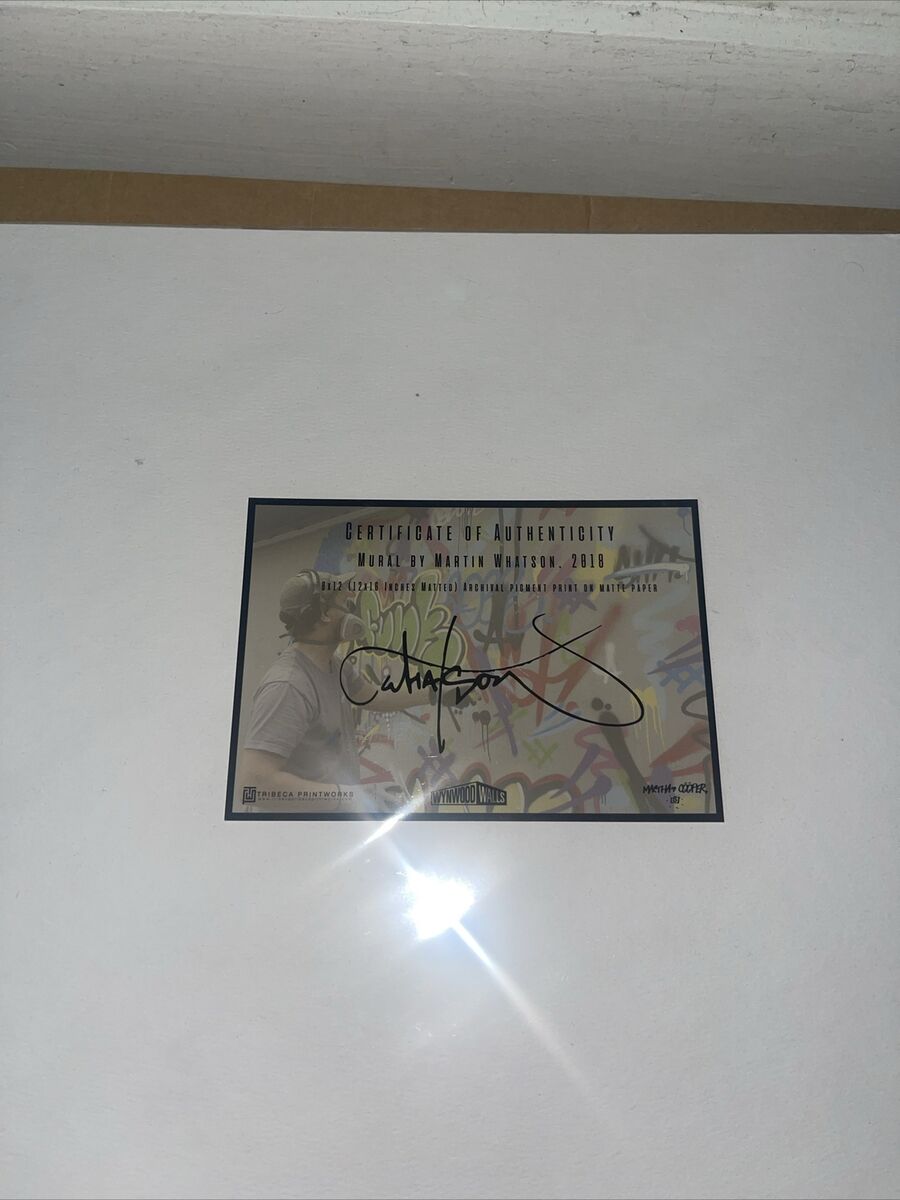 CERTIFICATE OF AUTHENTICITY
MURAL BY MARTIN WHATSON, 2018
8X12 (12X16 INCHES MATTED) ARCHIVAL PIGMENT PRINT ON MATTE PAPER
whatson
TRIBECA PRINTWORKS
WYNWOOD WALLS
MARTHA COOPER